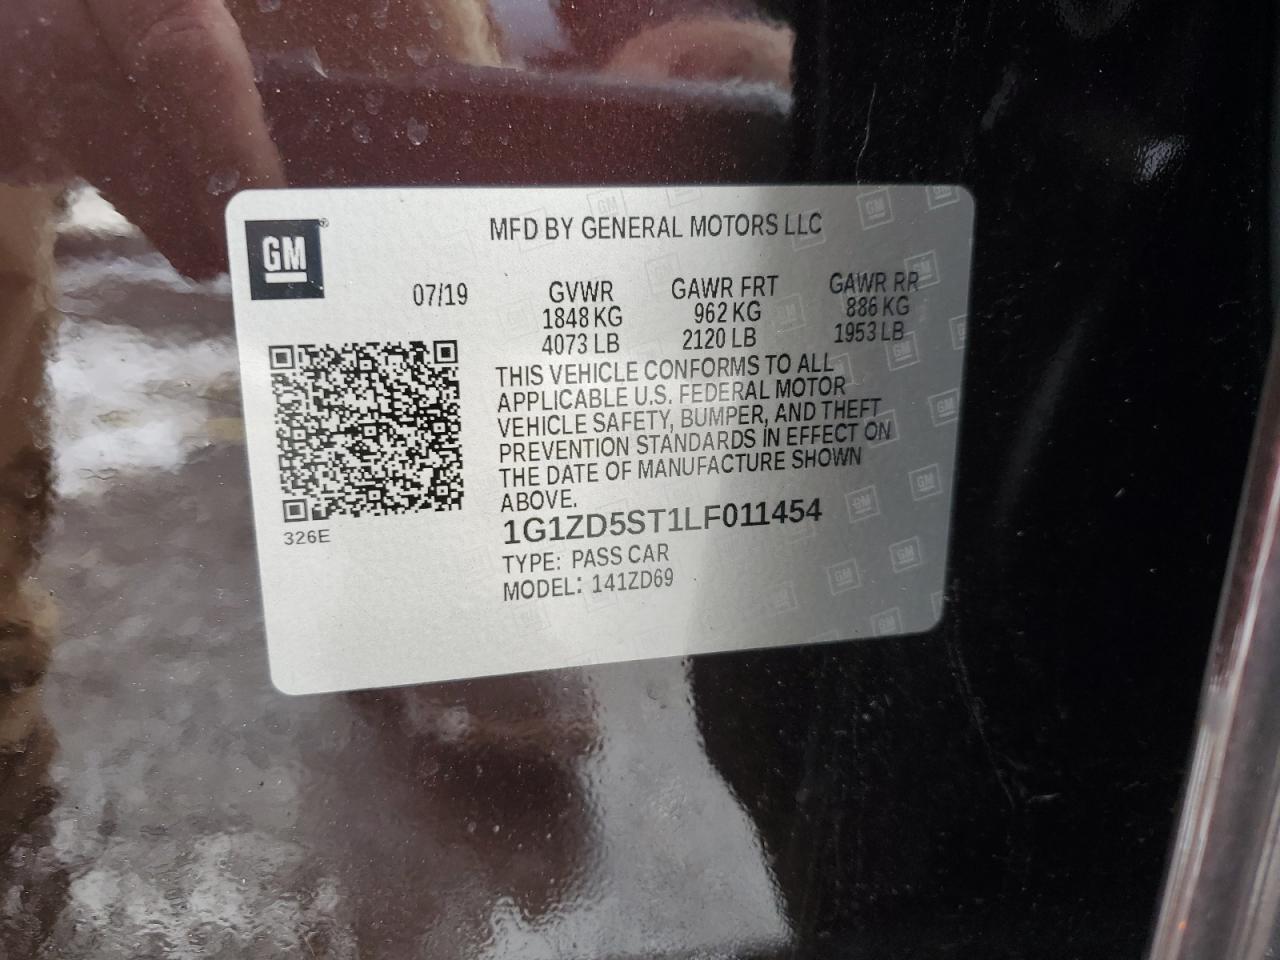 GM
MFD BY GENERAL MOTORS LLC
07/19 GVWR GAWR FRT GAWR RR
1848 KG 962 KG 886 KG
4073 LB 2120 LB 1953 LB
THIS VEHICLE CONFORMS TO ALL
APPLICABLE U.S. FEDERAL MOTOR
VEHICLE SAFETY, BUMPER, AND THEFT
PREVENTION STANDARDS IN EFFECT ON
THE DATE OF MANUFACTURE SHOWN
ABOVE.
1G1ZD5ST1LF011454
326E
TYPE: PASS CAR
MODEL: 141ZD69